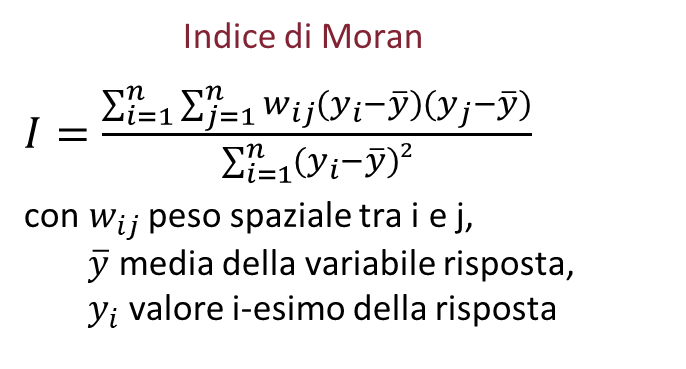 Indice di Moran
I = \frac{\sum_{i=1}^{n} \sum_{j=1}^{n} w_{ij}(y_i - \bar{y})(y_j - \bar{y})}{\sum_{i=1}^{n} (y_i - \bar{y})^2}
con w_{ij} peso spaziale tra i e j,
\bar{y} media della variabile risposta,
y_i valore i-esimo della risposta